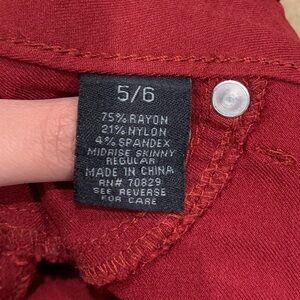 5/6
75% RAYON
21% NYLON
4% SPANDEX
MIDRISE SKINNY
REGULAR
MADE IN CHINA
RN# 70829
SEE REVERSE
FOR CARE